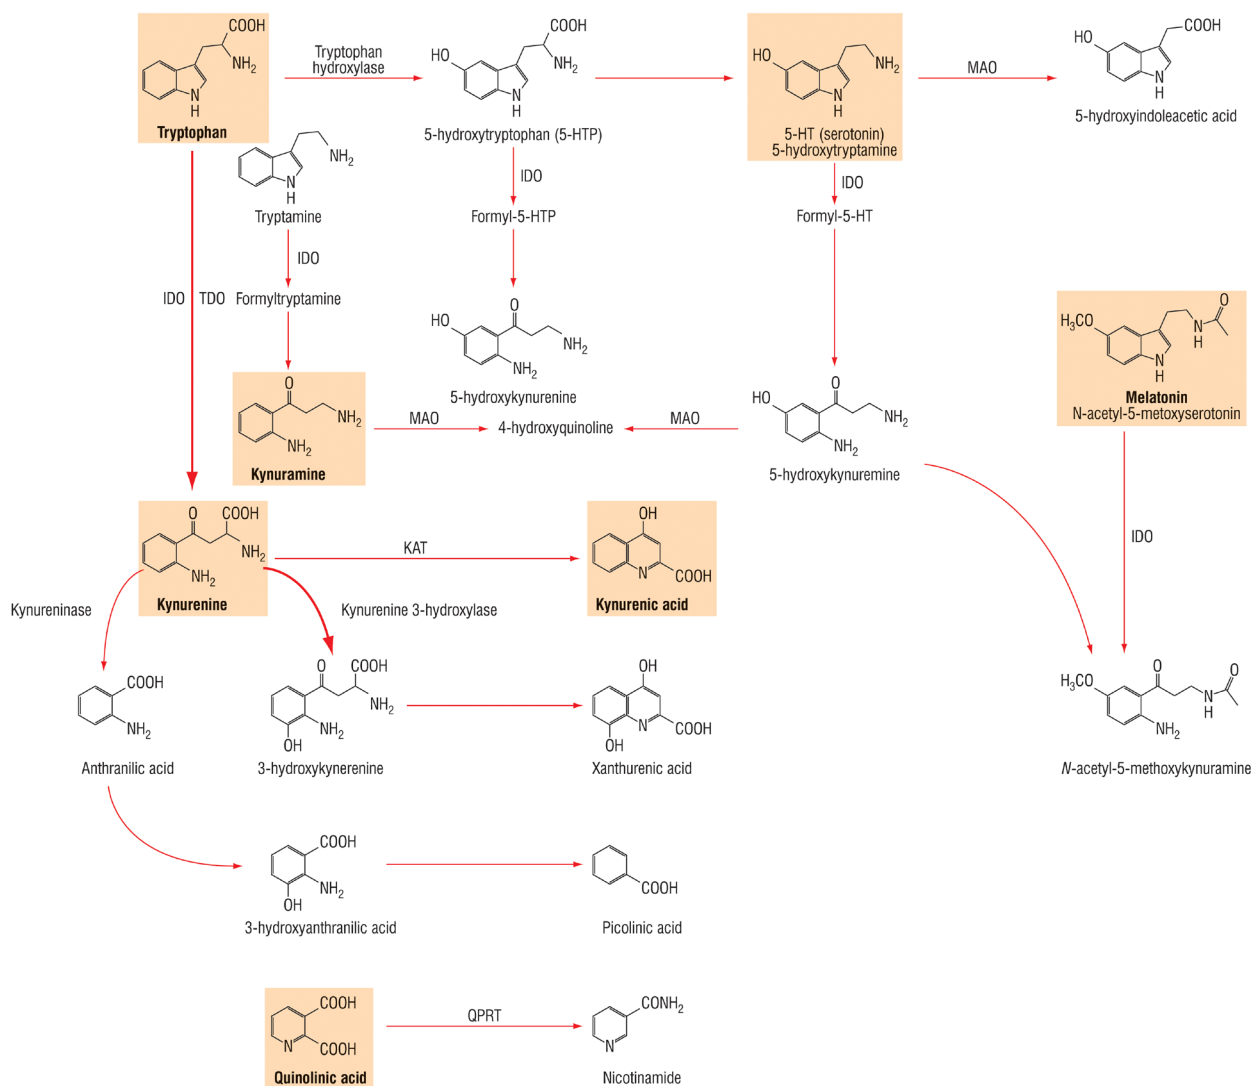 COOH
NH2
N
H
Tryptophan
Tryptophan
hydroxylase
HO
COOH
NH2
N
H
5-hydroxytryptophan (5-HTP)
HO
NH2
N
H
5-HT (serotonin)
5-hydroxytryptamine
MAO
HO
COOH
N
H
5-hydroxyindoleacetic acid
NH2
N
H
Tryptamine
IDO
Formyl-5-HTP
IDO
Formyl-5-HT
IDO
IDO
TDO
Formyltryptamine
O
HO
NH2
NH2
5-hydroxykynurenine
H3CO
O
N
H
N
H
Melatonin
N-acetyl-5-metoxyserotonin
O
NH2
NH2
Kynuramine
MAO
4-hydroxyquinoline
MAO
O
HO
NH2
NH2
5-hydroxykynuremine
IDO
O
COOH
NH2
NH2
Kynurenine
KAT
OH
N
COOH
Kynurenic acid
Kynureninase
Kynurenine 3-hydroxylase
COOH
NH2
Anthranilic acid
O
COOH
NH2
NH2
OH
3-hydroxykynerenine
OH
N
COOH
OH
Xanthurenic acid
H3CO
O
O
N
H
NH2
N-acetyl-5-methoxykynuramine
COOH
NH2
OH
3-hydroxyanthranilic acid
COOH
Picolinic acid
COOH
COOH
N
Quinolinic acid
QPRT
CONH2
N
Nicotinamide